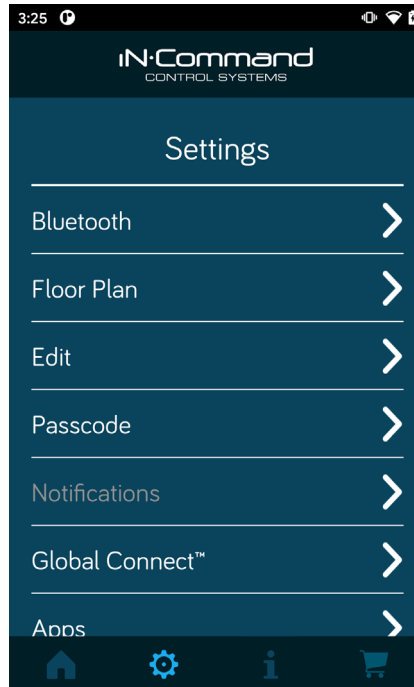 3:25
iN·Command
CONTROL SYSTEMS
Settings
Bluetooth
Floor Plan
Edit
Passcode
Notifications
Global Connect™
Apps